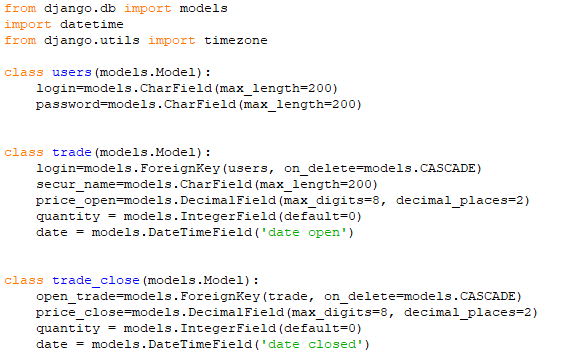 from django.db import models
import datetime
from django.utils import timezone

class users(models.Model):
    login=models.CharField(max_length=200)
    password=models.CharField(max_length=200)


class trade(models.Model):
    login=models.ForeignKey(users, on_delete=models.CASCADE)
    secur_name=models.CharField(max_length=200)
    price_open=models.DecimalField(max_digits=8, decimal_places=2)
    quantity = models.IntegerField(default=0)
    date = models.DateTimeField('date open')


class trade_close(models.Model):
    open_trade=models.ForeignKey(trade, on_delete=models.CASCADE)
    price_close=models.DecimalField(max_digits=8, decimal_places=2)
    quantity = models.IntegerField(default=0)
    date = models.DateTimeField('date closed')